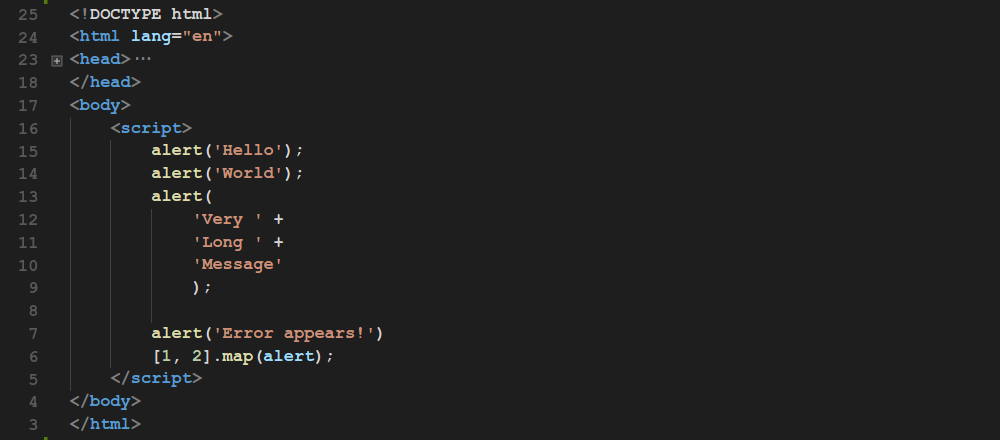 25 <!DOCTYPE html>
24 <html lang="en">
23 <head>⋯
18 </head>
17 <body>
16     <script>
15         alert('Hello');
14         alert('World');
13         alert(
12             'Very ' +
11             'Long ' +
10             'Message'
9             );
8
7         alert('Error appears!')
6         [1, 2].map(alert);
5     </script>
4 </body>
3 </html>